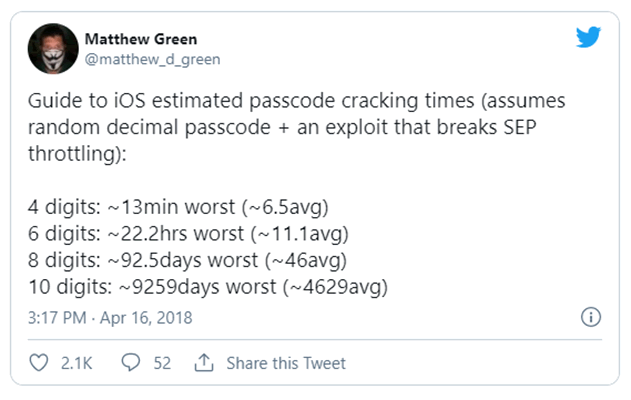 Matthew Green
@matthew_d_green
Guide to iOS estimated passcode cracking times (assumes
random decimal passcode + an exploit that breaks SEP
throttling):
4 digits: ~13min worst (~6.5avg)
6 digits: ~22.2hrs worst (~11.1avg)
8 digits: ~92.5days worst (~46avg)
10 digits: ~9259days worst (~4629avg)
3:17 PM · Apr 16, 2018
2.1K 52 Share this Tweet